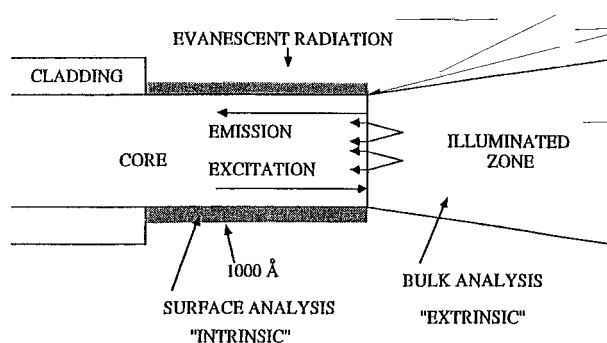 EVANESCENT RADIATION
CLADDING
EMISSION
CORE
EXCITATION
ILLUMINATED
ZONE
1000 Å
SURFACE ANALYSIS
"INTRINSIC"
BULK ANALYSIS
"EXTRINSIC"